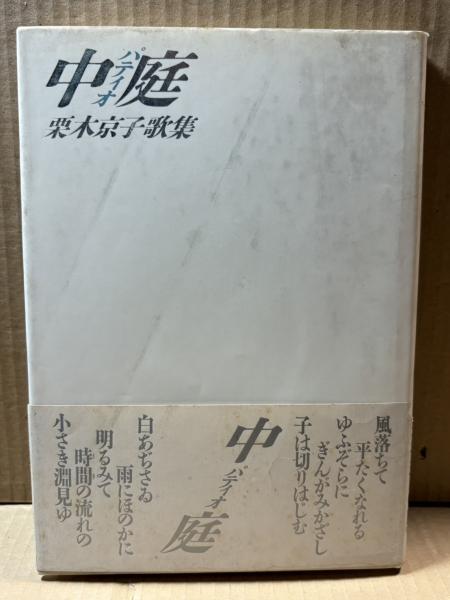 中庭
パティオ
栗木京子歌集
風落ちて
平たくなれる
ゆふぞらに
ぎんがみかざし
子は切りはじむ
中庭
パティオ
白あぢさゐ
雨にほのかに
明るみて
時間の流れの
小さき淵見ゆ